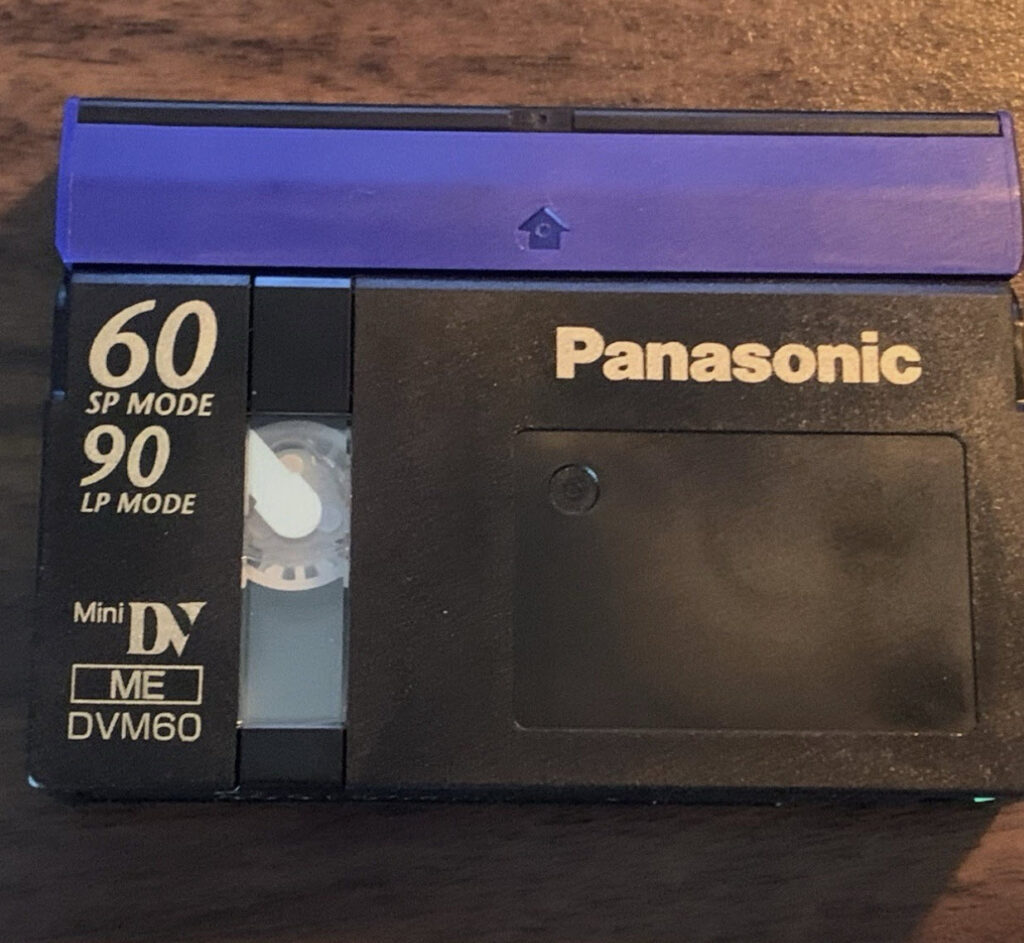 60
SP MODE
90
LP MODE
Panasonic
Mini DV
ME
DVM60